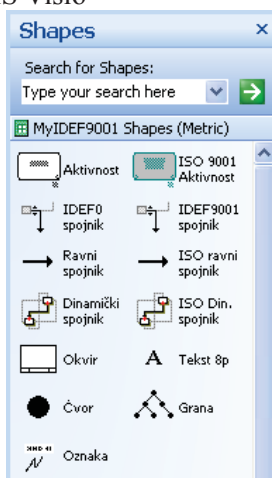 MS Visio
Shapes
Search for Shapes:
Type your search here
MyIDEF9001 Shapes (Metric)
Aktivnost
ISO 9001 Aktivnost
IDEF0 spojnik
IDEF9001 spojnik
Ravni spojnik
ISO ravni spojnik
Dinamički spojnik
ISO Din. spojnik
Okvir
A Tekst 8p
Čvor
Grana
Oznaka